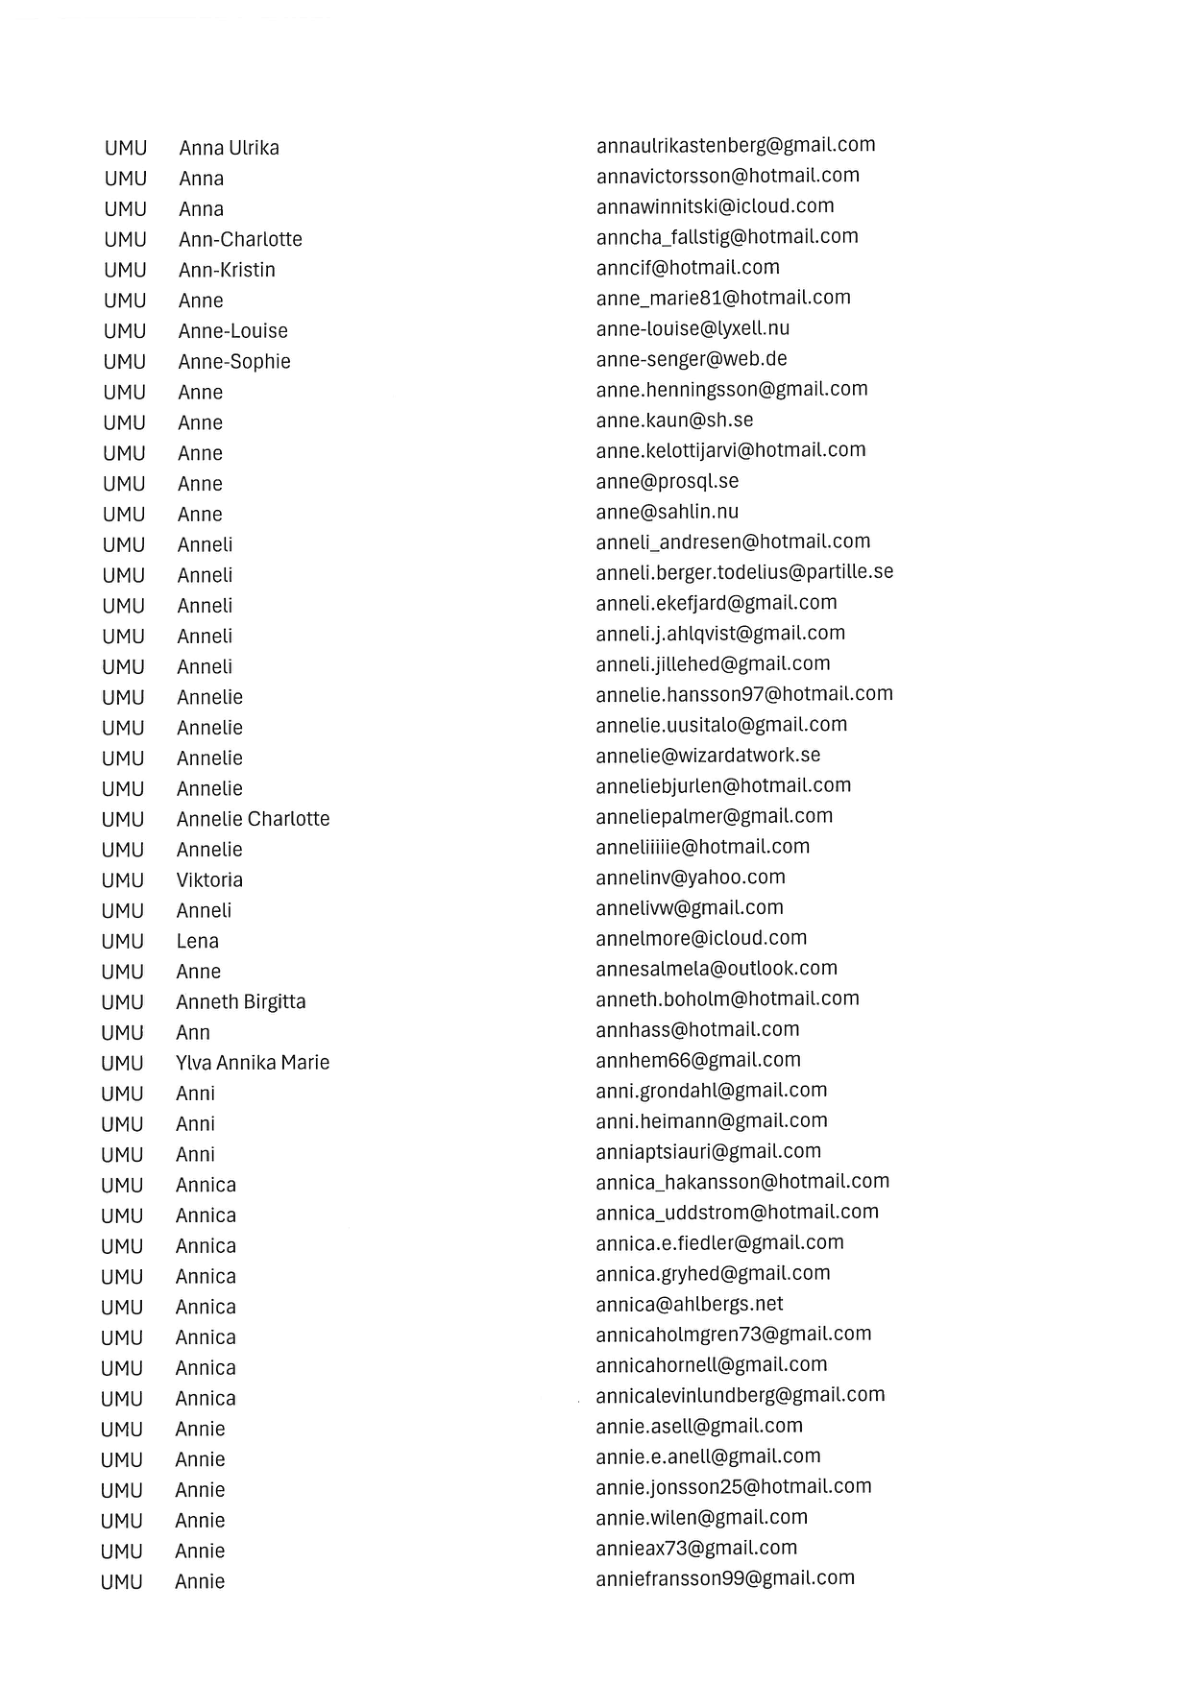 UMU Anna Ulrika annaulrikastenberg@gmail.com
UMU Anna annavictorsson@hotmail.com
UMU Anna annawinnitski@icloud.com
UMU Ann-Charlotte anncha_fallstig@hotmail.com
UMU Ann-Kristin anncif@hotmail.com
UMU Anne anne_marie81@hotmail.com
UMU Anne-Louise anne-louise@lyxell.nu
UMU Anne-Sophie anne-senger@web.de
UMU Anne anne.henningsson@gmail.com
UMU Anne anne.kaun@sh.se
UMU Anne anne.kelottijarvi@hotmail.com
UMU Anne anne@prosql.se
UMU Anne anne@sahlin.nu
UMU Anneli anneli_andresen@hotmail.com
UMU Anneli anneli.berger.todelius@partille.se
UMU Anneli anneli.ekefjard@gmail.com
UMU Anneli anneli.j.ahlqvist@gmail.com
UMU Anneli anneli.jillehed@gmail.com
UMU Annelie annelie.hansson97@hotmail.com
UMU Annelie annelie.uusitalo@gmail.com
UMU Annelie annelie@wizardatwork.se
UMU Annelie anneliebjurlen@hotmail.com
UMU Annelie Charlotte anneliepalmer@gmail.com
UMU Annelie anneliiiiiie@hotmail.com
UMU Viktoria annelinv@yahoo.com
UMU Anneli annelivw@gmail.com
UMU Lena annelmore@icloud.com
UMU Anne annesalmela@outlook.com
UMU Anneth Birgitta anneth.boholm@hotmail.com
UMU Ann annhass@hotmail.com
UMU Ylva Annika Marie annhem66@gmail.com
UMU Anni anni.grondahl@gmail.com
UMU Anni anni.heimann@gmail.com
UMU Anni anniaptsiauri@gmail.com
UMU Annica annica_hakansson@hotmail.com
UMU Annica annica_uddstrom@hotmail.com
UMU Annica annica.e.fiedler@gmail.com
UMU Annica annica.gryhed@gmail.com
UMU Annica annica@ahlbergs.net
UMU Annica annicaholmgren73@gmail.com
UMU Annica annicahornell@gmail.com
UMU Annica annicalevinlundberg@gmail.com
UMU Annie annie.asell@gmail.com
UMU Annie annie.e.anell@gmail.com
UMU Annie annie.jonsson25@hotmail.com
UMU Annie annie.wilen@gmail.com
UMU Annie annieax73@gmail.com
UMU Annie anniefransson99@gmail.com